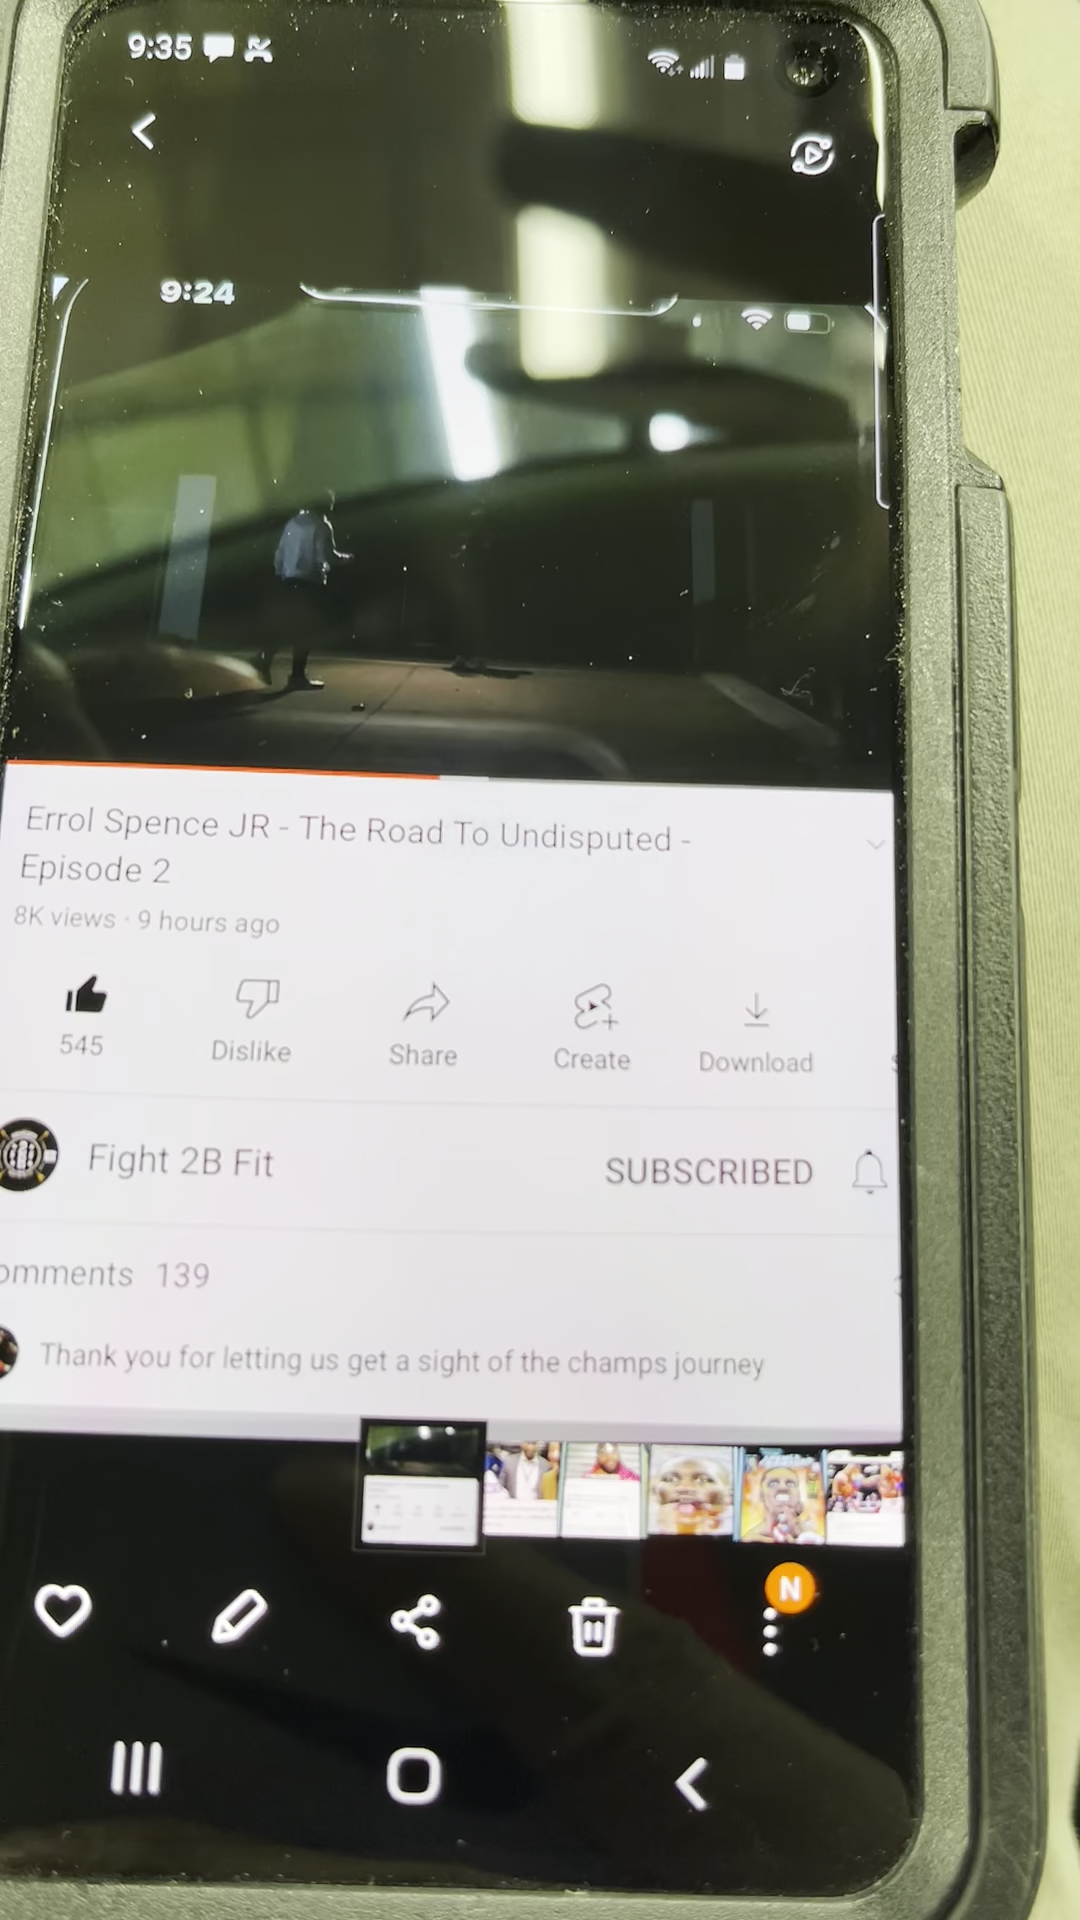 9:35
9:24
Errol Spence JR - The Road To Undisputed -
Episode 2
8K views · 9 hours ago
545
Dislike
Share
Create
Download
Fight 2B Fit
SUBSCRIBED
omments 139
Thank you for letting us get a sight of the champs journey
N